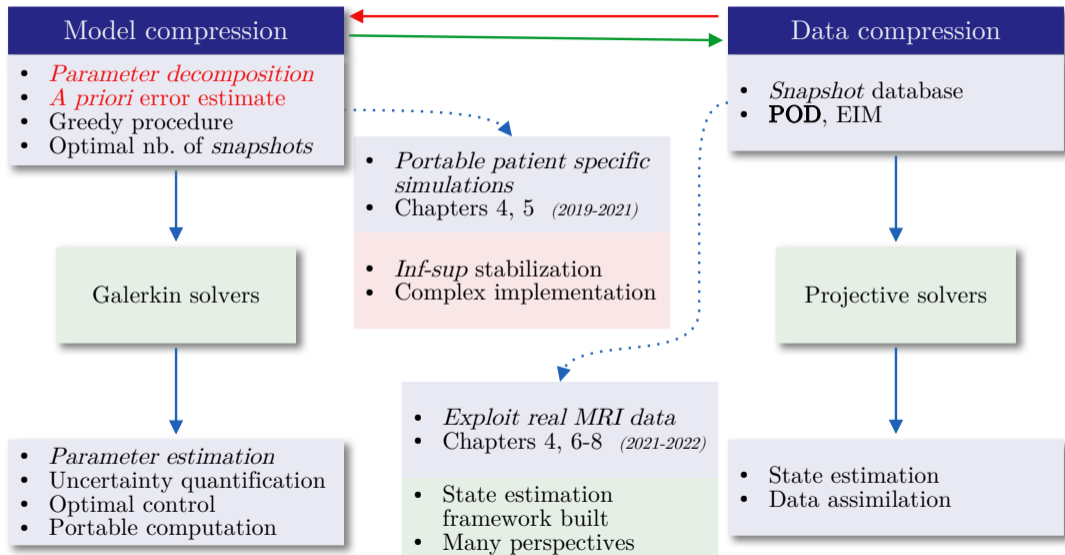 Model compression
• Parameter decomposition
• A priori error estimate
• Greedy procedure
• Optimal nb. of snapshots
Data compression
• Snapshot database
• POD, EIM
• Portable patient specific
simulations
• Chapters 4, 5 (2019-2021)
• Inf-sup stabilization
• Complex implementation
Galerkin solvers
Projective solvers
• Exploit real MRI data
• Chapters 4, 6-8 (2021-2022)
• State estimation
framework built
• Many perspectives
• Parameter estimation
• Uncertainty quantification
• Optimal control
• Portable computation
• State estimation
• Data assimilation